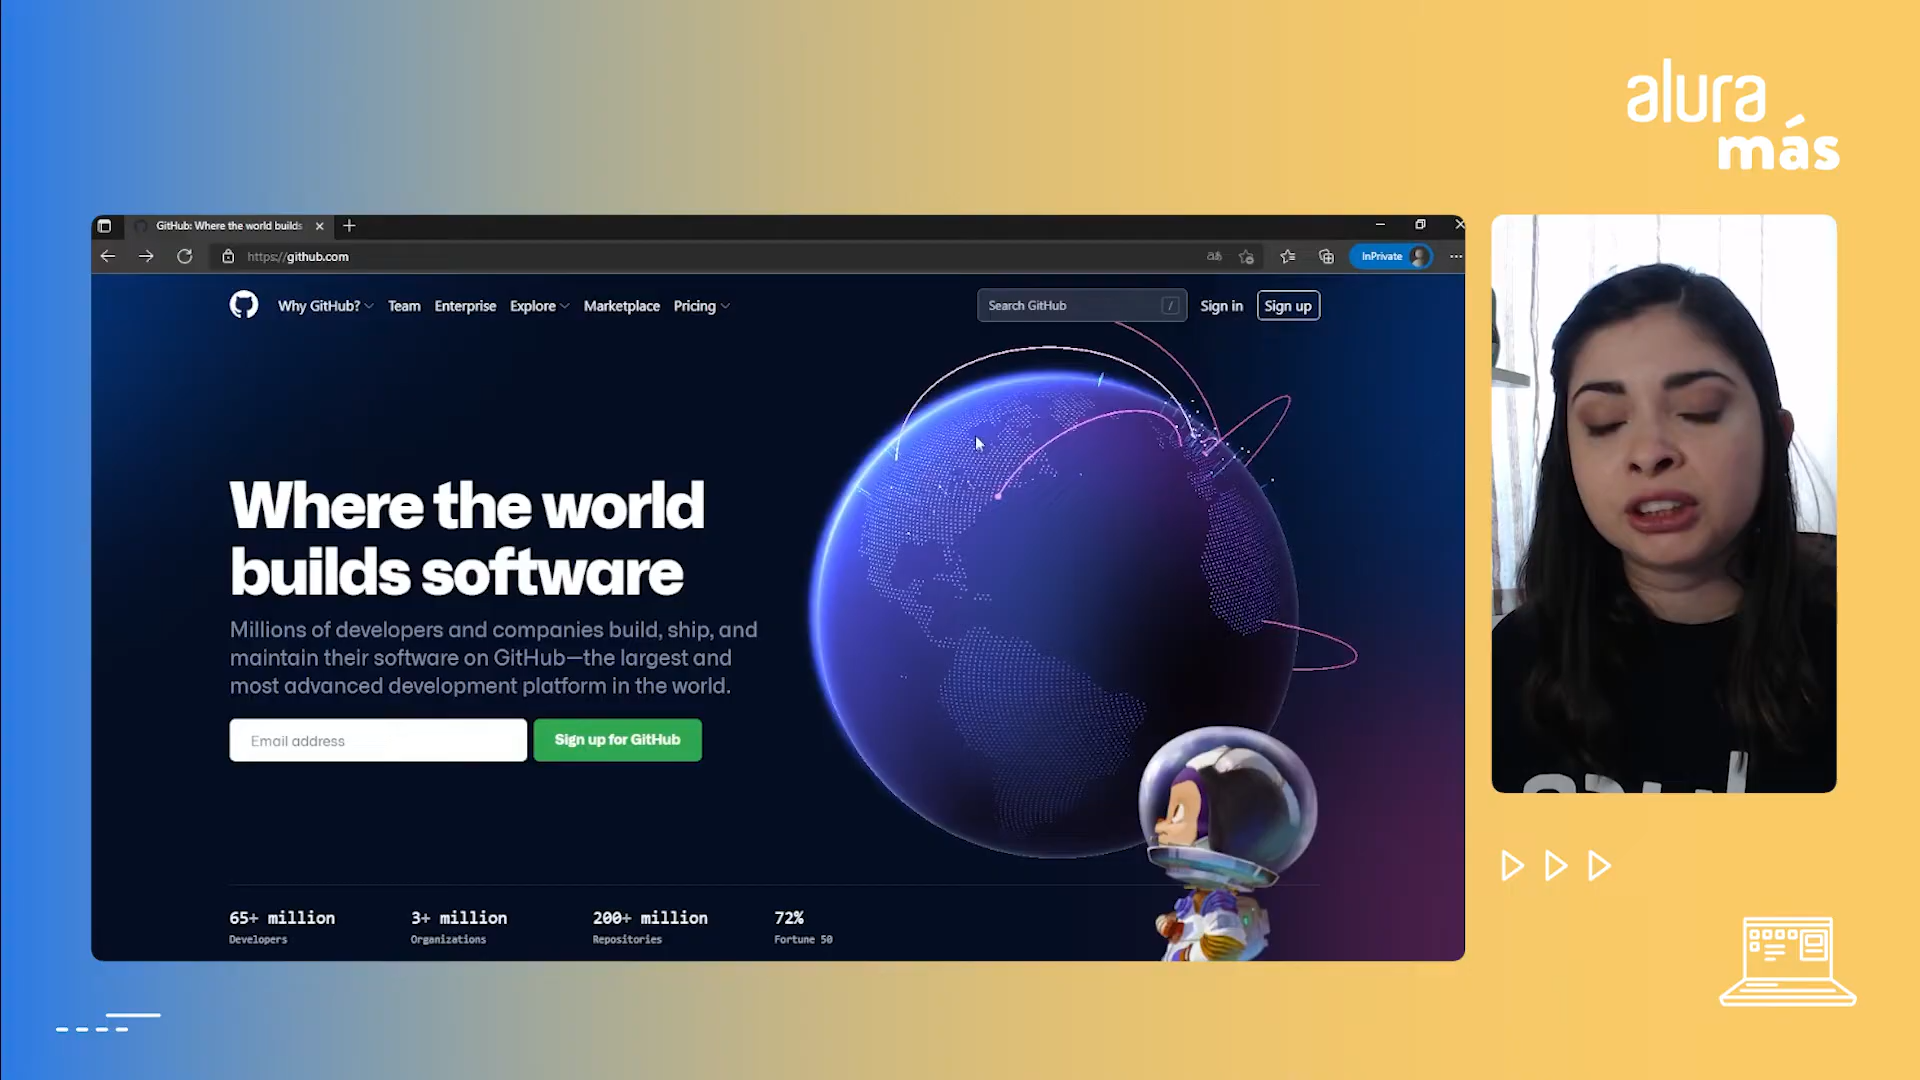 alura
más
GitHub: Where the world builds
https://github.com
InPrivate
Why GitHub? Team Enterprise Explore Marketplace Pricing
Search GitHub /
Sign in Sign up
Where the world
builds software
Millions of developers and companies build, ship, and
maintain their software on GitHub—the largest and
most advanced development platform in the world.
Email address
Sign up for GitHub
65+ million 3+ million 200+ million 72%
Developers Organizations Repositories Fortune 50